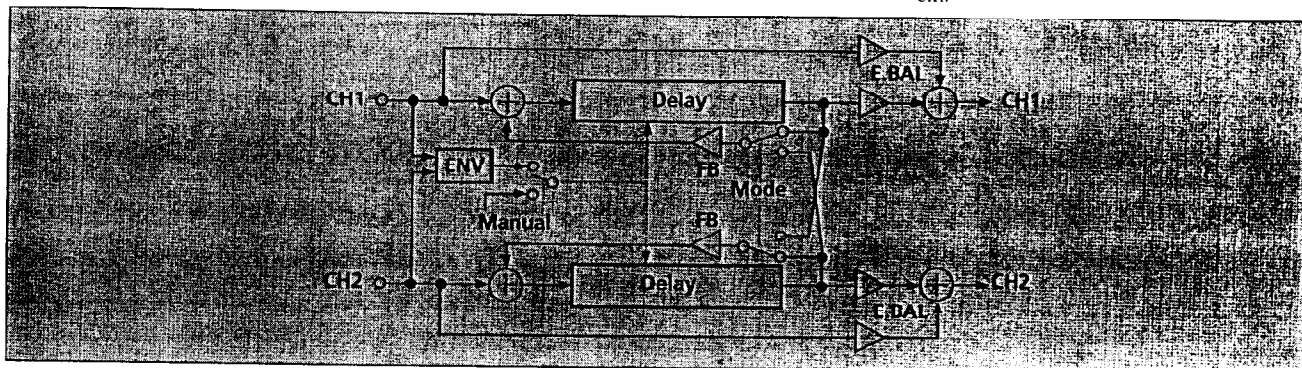 E.BAL
CH1 Delay CH1
ENV FB Mode
Manual FB
CH2 Delay CH2
E.BAL